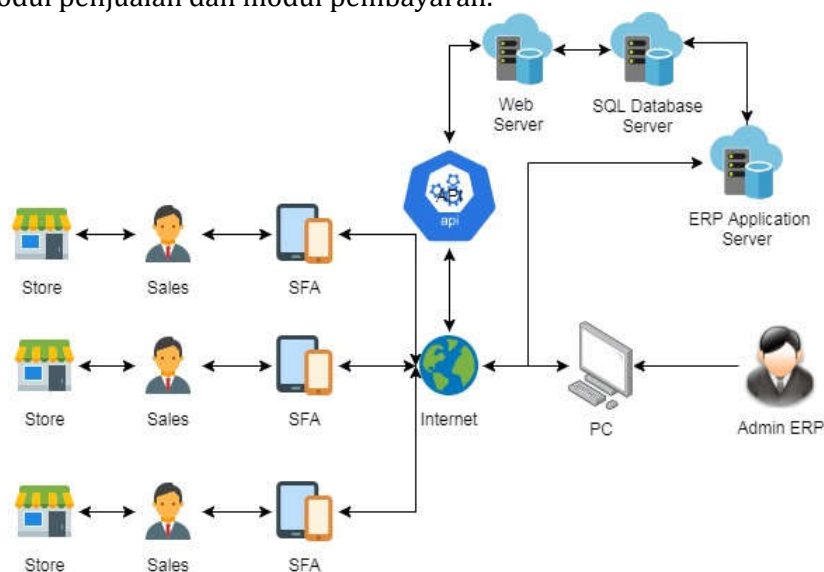 odul penjualan dan modul pembayaran.
Web
Server
SQL Database
Server
API
api
ERP Application
Server
Store
Sales
SFA
Store
Sales
SFA
Internet
PC
Admin ERP
Store
Sales
SFA